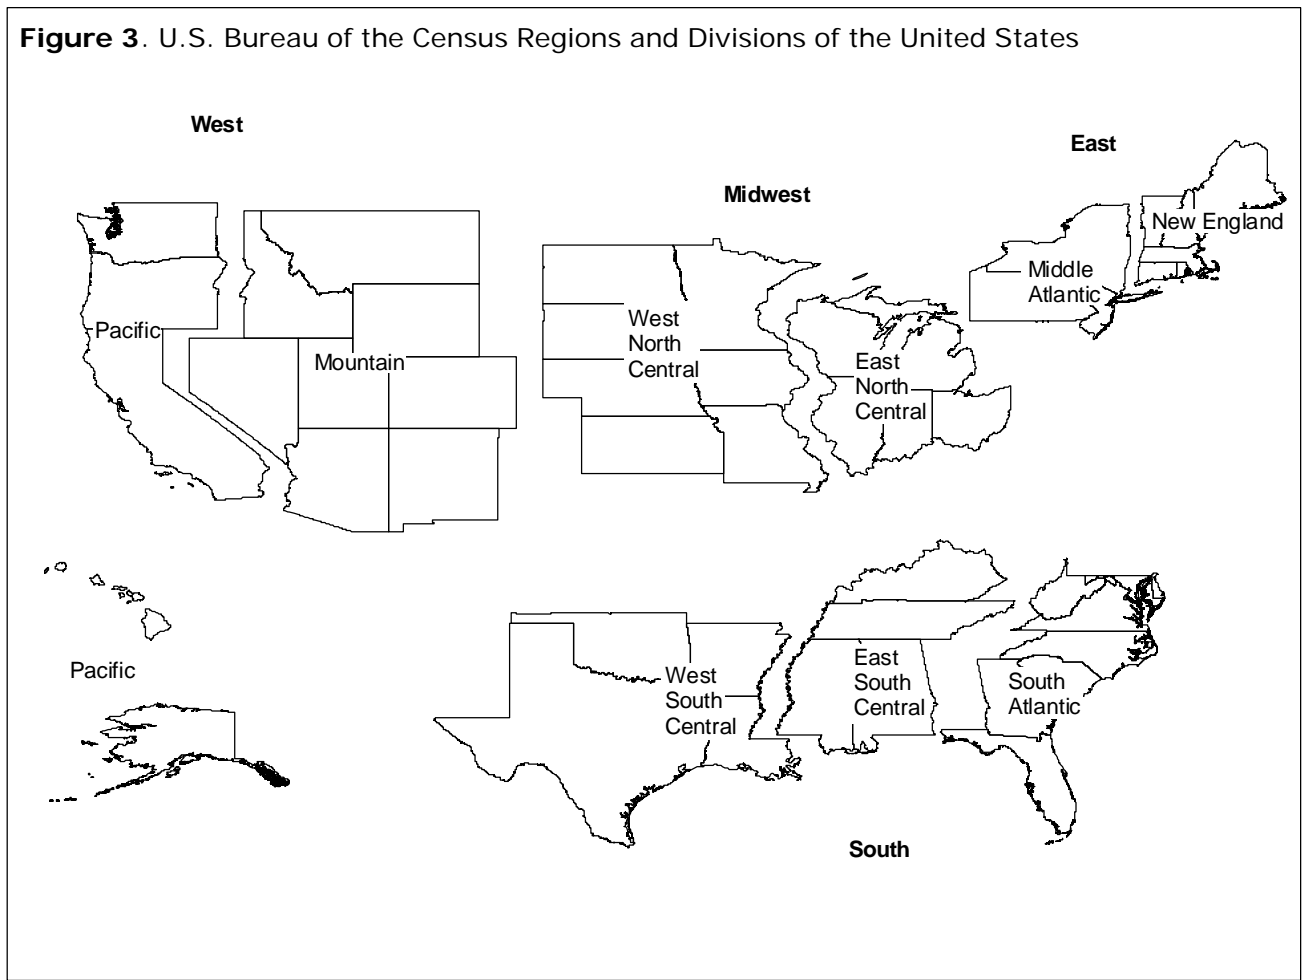 Figure 3. U.S. Bureau of the Census Regions and Divisions of the United States
West
East
Midwest
New England
Middle
Atlantic
Pacific
West
North
Central
Mountain
East
North
Central
Pacific
West
South
Central
East
South
Central
South
Atlantic
South